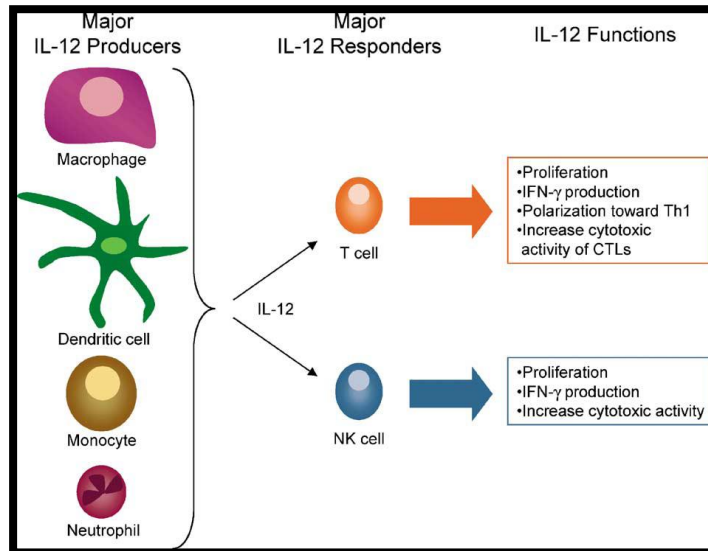 Major
IL-12 Producers
Major
IL-12 Responders
IL-12 Functions
Macrophage
Dendritic cell
Monocyte
Neutrophil
IL-12
T cell
•Proliferation
•IFN-γ production
•Polarization toward Th1
•Increase cytotoxic
activity of CTLs
NK cell
•Proliferation
•IFN-γ production
•Increase cytotoxic activity